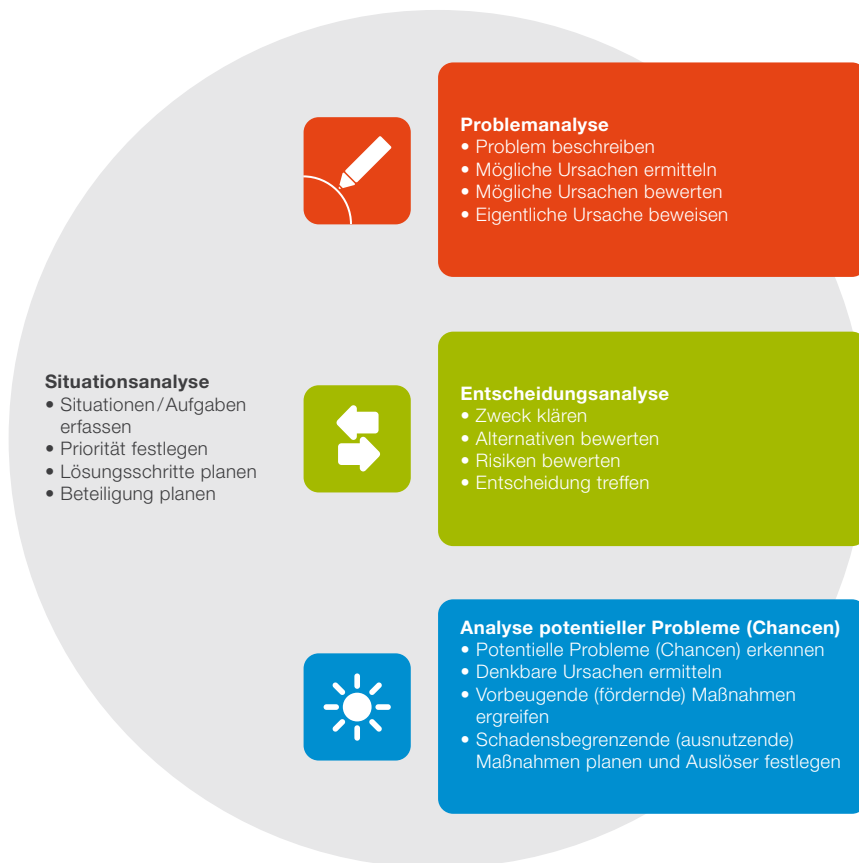 Problemanalyse
• Problem beschreiben
• Mögliche Ursachen ermitteln
• Mögliche Ursachen bewerten
• Eigentliche Ursache beweisen
Situationsanalyse
• Situationen/Aufgaben
erfassen
• Priorität festlegen
• Lösungsschritte planen
• Beteiligung planen
Entscheidungsanalyse
• Zweck klären
• Alternativen bewerten
• Risiken bewerten
• Entscheidung treffen
Analyse potentieller Probleme (Chancen)
• Potentielle Probleme (Chancen) erkennen
• Denkbare Ursachen ermitteln
• Vorbeugende (fördernde) Maßnahmen
ergreifen
• Schadensbegrenzende (ausnutzende)
Maßnahmen planen und Auslöser festlegen